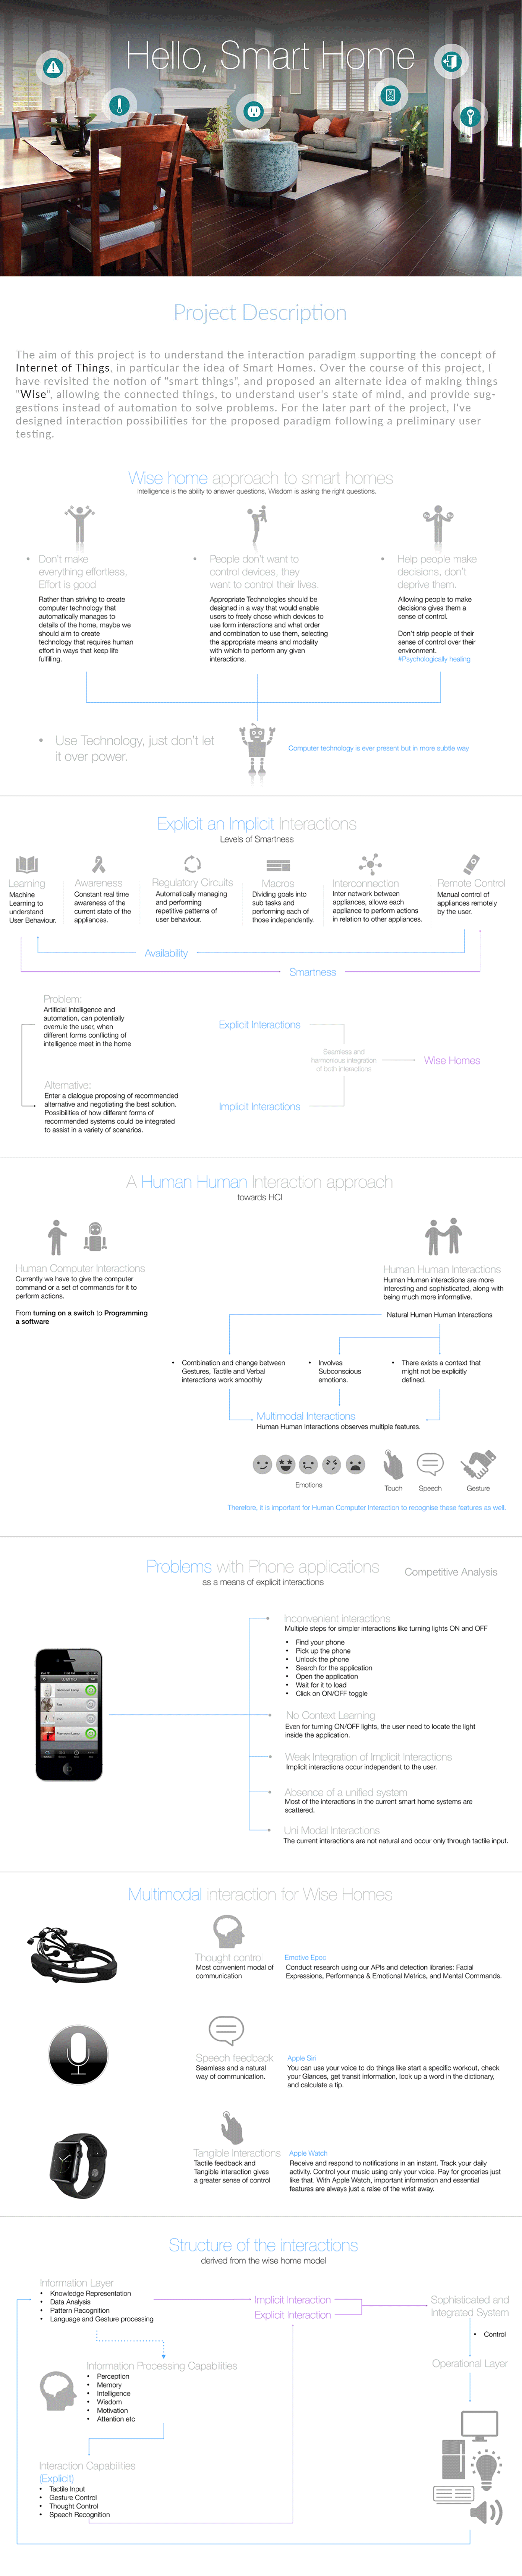 Hello, Smart Home
Project Description
The aim of this project is to understand the interaction paradigm supporting the concept of
Internet of Things, in particular the idea of Smart Homes. Over the course of this project, I
have revisited the notion of "smart things", and proposed an alternate idea of making things
"Wise", allowing the connected things, to understand user's state of mind, and provide sug-
gestions instead of automation to solve problems. For the later part of the project, I've
designed interaction possibilities for the proposed paradigm following a preliminary user
testing.
Wise home approach to smart homes
Intelligence is the ability to answer questions, Wisdom is asking the right questions.
• Don't make
everything effortless.
Effort is good
Rather than striving to create
computer technology that
automatically manages to
details of the home, maybe we
should aim to create
technology that requires human
effort in ways that keep life
fulfilling.
• People don't want to
control devices, they
want to control their lives.
Appropriate Technologies should be
designed in a way that would enable
users to freely chose which devices to
use form interactions and what order
and combination to use them, selecting
the appropriate means and modality
with which to perform any given
interactions.
• Help people make
decisions, don't
deprive them.
Allowing people to make
decisions gives them a
sense of control.
Don't strip people of their
sense of control over their
environment.
#Psychologically healing
• Use Technology, just don't let
it over power.
Computer technology is ever present but in more subtle way
Explicit an Implicit Interactions
Levels of Smartness
Learning
Machine
Learning to
understand
User Behaviour.
Awareness
Constant real time
awareness of the
current state of the
appliances.
Regulatory Circuits
Automatically managing
and performing
repetitive patterns of
user behaviour.
Macros
Dividing goals into
sub tasks and
performing each of
those independently.
Interconnection
Inter network between
appliances, allows each
appliance to perform actions
in relation to other appliances.
Remote Control
Manual control of
appliances remotely
by the user.
Availability
Smartness
Problem:
Artificial Intelligence and
automation, can potentially
overrule the user, when
different forms conflicting of
intelligence meet in the home
Alternative:
Enter a dialogue proposing of recommended
alternative and negotiating the best solution.
Possibilities of how different forms of
recommended systems could be integrated
to assist in a variety of scenarios.
Explicit Interactions
Seamless and
harmonious integration
of both interactions
Wise Homes
Implicit Interactions
A Human Human Interaction approach
towards HCI
Human Computer Interactions
Currently we have to give the computer
command or a set of commands for it to
perform actions.
From turning on a switch to Programming
a software
Human Human Interactions
Human Human interactions are more
interesting and sophisticated, along with
being much more informative.
Natural Human Human Interactions
• Combination and change between
Gestures, Tactile and Verbal
interactions work smoothly
• Involves
Subconscious
emotions.
• There exists a context that
might not be explicitly
defined.
Multimodal Interactions
Human Human Interactions observes multiple features.
Emotions
Touch
Speech
Gesture
Therefore, it is important for Human Computer Interaction to recognise these features as well.
Problems with Phone applications
as a means of explicit interactions
Competitive Analysis
Inconvenient interactions
Multiple steps for simpler interactions like turning lights ON and OFF
• Find your phone
• Pick up the phone
• Unlock the phone
• Search for the application
• Open the application
• Wait for it to load
• Click on ON/OFF toggle
No Context Learning
Even for turning ON/OFF lights, the user need to locate the light
inside the application.
Weak Integration of Implicit Interactions
Implicit interactions occur independent to the user.
Absence of a unified system
Most of the interactions in the current smart home systems are
scattered.
Uni Modal Interactions
The current interactions are not natural and occur only through tactile input.
Multimodal interaction for Wise Homes
Thought control
Most convenient modal of
communication
Emotive Epoc
Conduct research using our APIs and detection libraries: Facial
Expressions, Performance & Emotional Metrics, and Mental Commands.
Speech feedback
Seamless and a natural
way of communication.
Apple Siri
You can use your voice to do things like start a specific workout, check
your Glances, get transit information, look up a word in the dictionary,
and calculate a tip.
Tangible Interactions
Tactile feedback and
Tangible interaction gives
a greater sense of control
Apple Watch
Receive and respond to notifications in an instant. Track your daily
activity. Control your music using only your voice. Pay for groceries just
like that. With Apple Watch, important information and essential
features are always just a raise of the wrist away.
Structure of the interactions
derived from the wise home model
Information Layer
• Knowledge Representation
• Data Analysis
• Pattern Recognition
• Language and Gesture processing
Implicit Interaction
Explicit Interaction
Sophisticated and
Integrated System
• Control
Operational Layer
Information Processing Capabilities
• Perception
• Memory
• Intelligence
• Wisdom
• Motivation
• Attention etc
Interaction Capabilities
(Explicit)
• Tactile Input
• Gesture Control
• Thought Control
• Speech Recognition